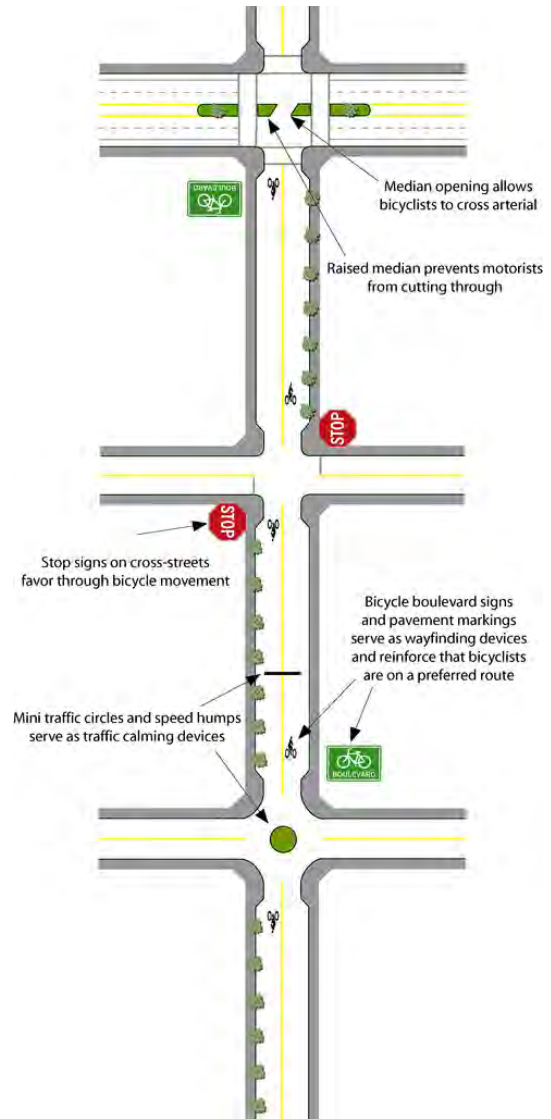 BOULEVARD
Median opening allows
bicyclists to cross arterial
Raised median prevents motorists
from cutting through
STOP
STOP
Stop signs on cross-streets
favor through bicycle movement
Bicycle boulevard signs
and pavement markings
serve as wayfinding devices
and reinforce that bicyclists
are on a preferred route
Mini traffic circles and speed humps
serve as traffic calming devices
BOULEVARD